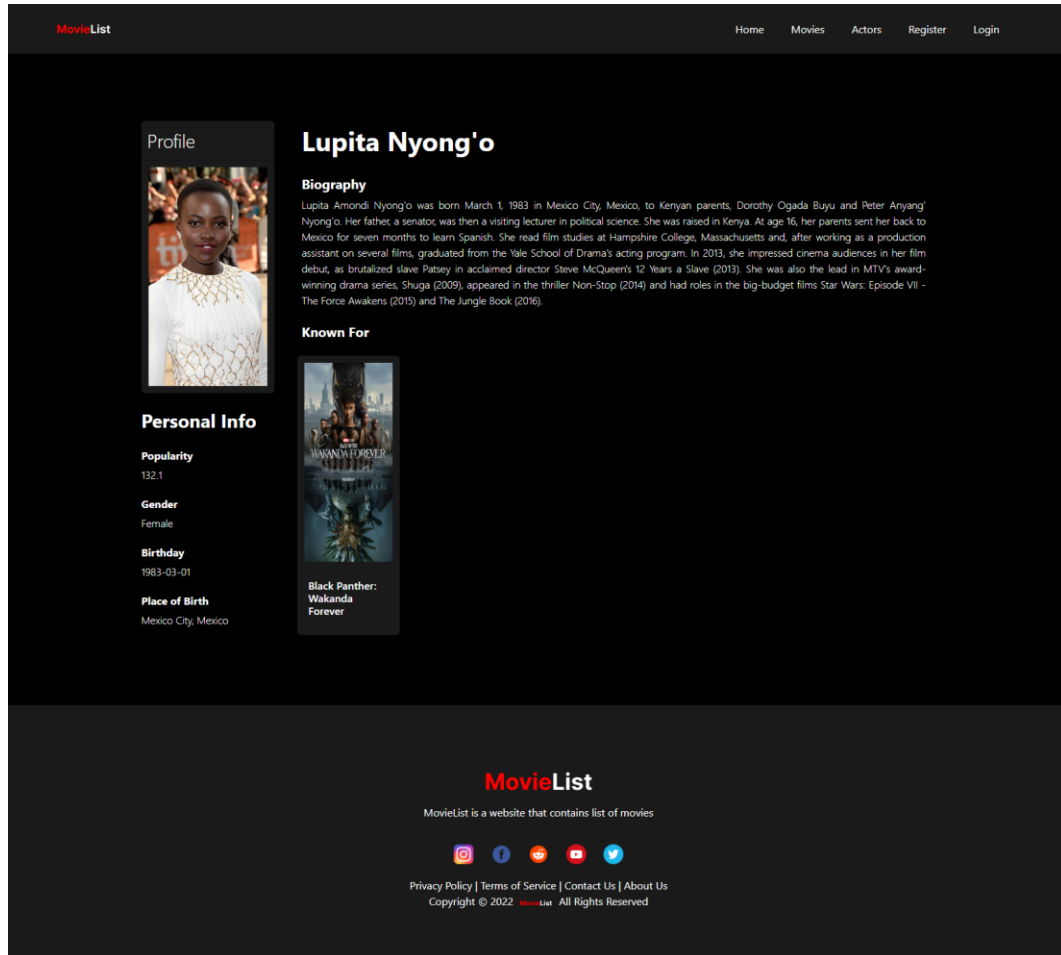 MovieList
Home Movies Actors Register Login
Profile
Personal Info
Popularity
132.1
Gender
Female
Birthday
1983-03-01
Place of Birth
Mexico City, Mexico
Lupita Nyong'o
Biography
Lupita Amondi Nyong'o was born March 1, 1983 in Mexico City, Mexico, to Kenyan parents, Dorothy Ogada Buyu and Peter Anyang'
Nyong'o. Her father, a senator, was then a visiting lecturer in political science. She was raised in Kenya. At age 16, her parents sent her back to
Mexico for seven months to learn Spanish. She read film studies at Hampshire College, Massachusetts and, after working as a production
assistant on several films, graduated from the Yale School of Drama's acting program. In 2013, she impressed cinema audiences in her film
debut, as brutalized slave Patsey in acclaimed director Steve McQueen's 12 Years a Slave (2013). She was also the lead in MTV's award-
winning drama series, Shuga (2009), appeared in the thriller Non-Stop (2014) and had roles in the big-budget films Star Wars: Episode VII -
The Force Awakens (2015) and The Jungle Book (2016).
Known For
WAKANDA FOREVER
Black Panther:
Wakanda
Forever
MovieList
MovieList is a website that contains list of movies
Privacy Policy | Terms of Service | Contact Us | About Us
Copyright © 2022 MovieList All Rights Reserved